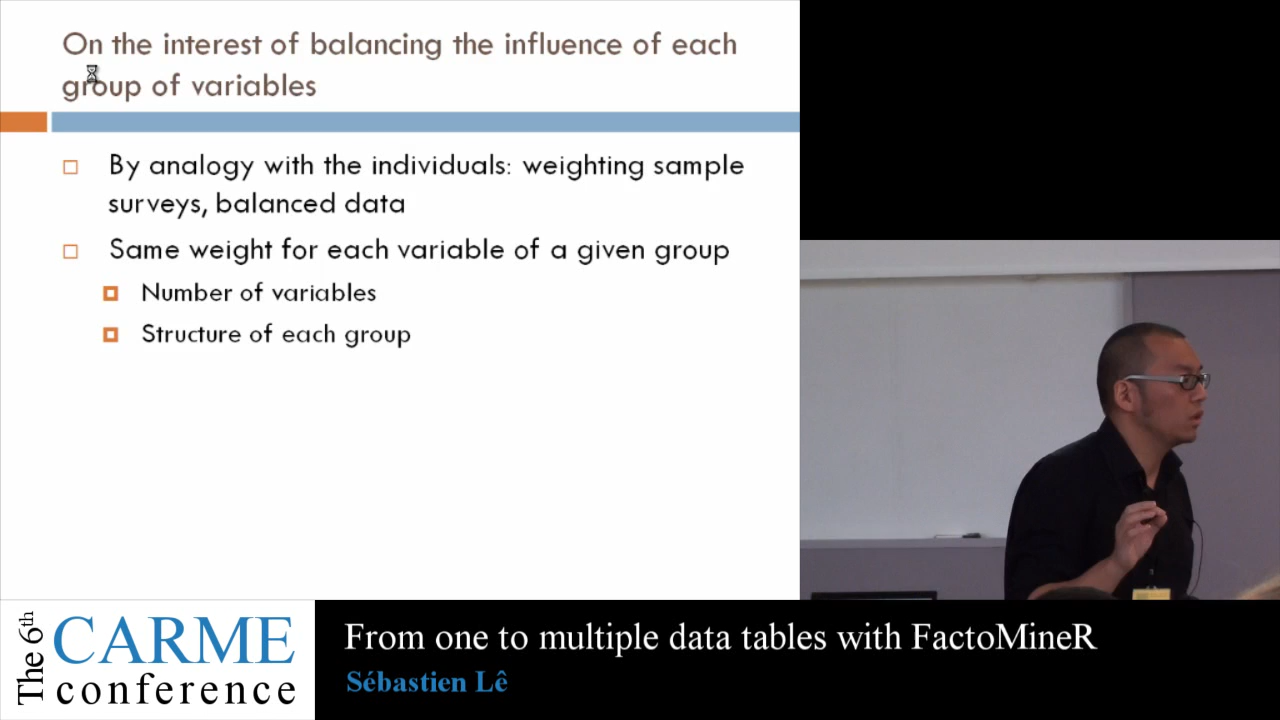 On the interest of balancing the influence of each
group of variables
By analogy with the individuals: weighting sample
surveys, balanced data
Same weight for each variable of a given group
Number of variables
Structure of each group
The 6th
CARME
conference
From one to multiple data tables with FactoMineR
Sébastien Lê